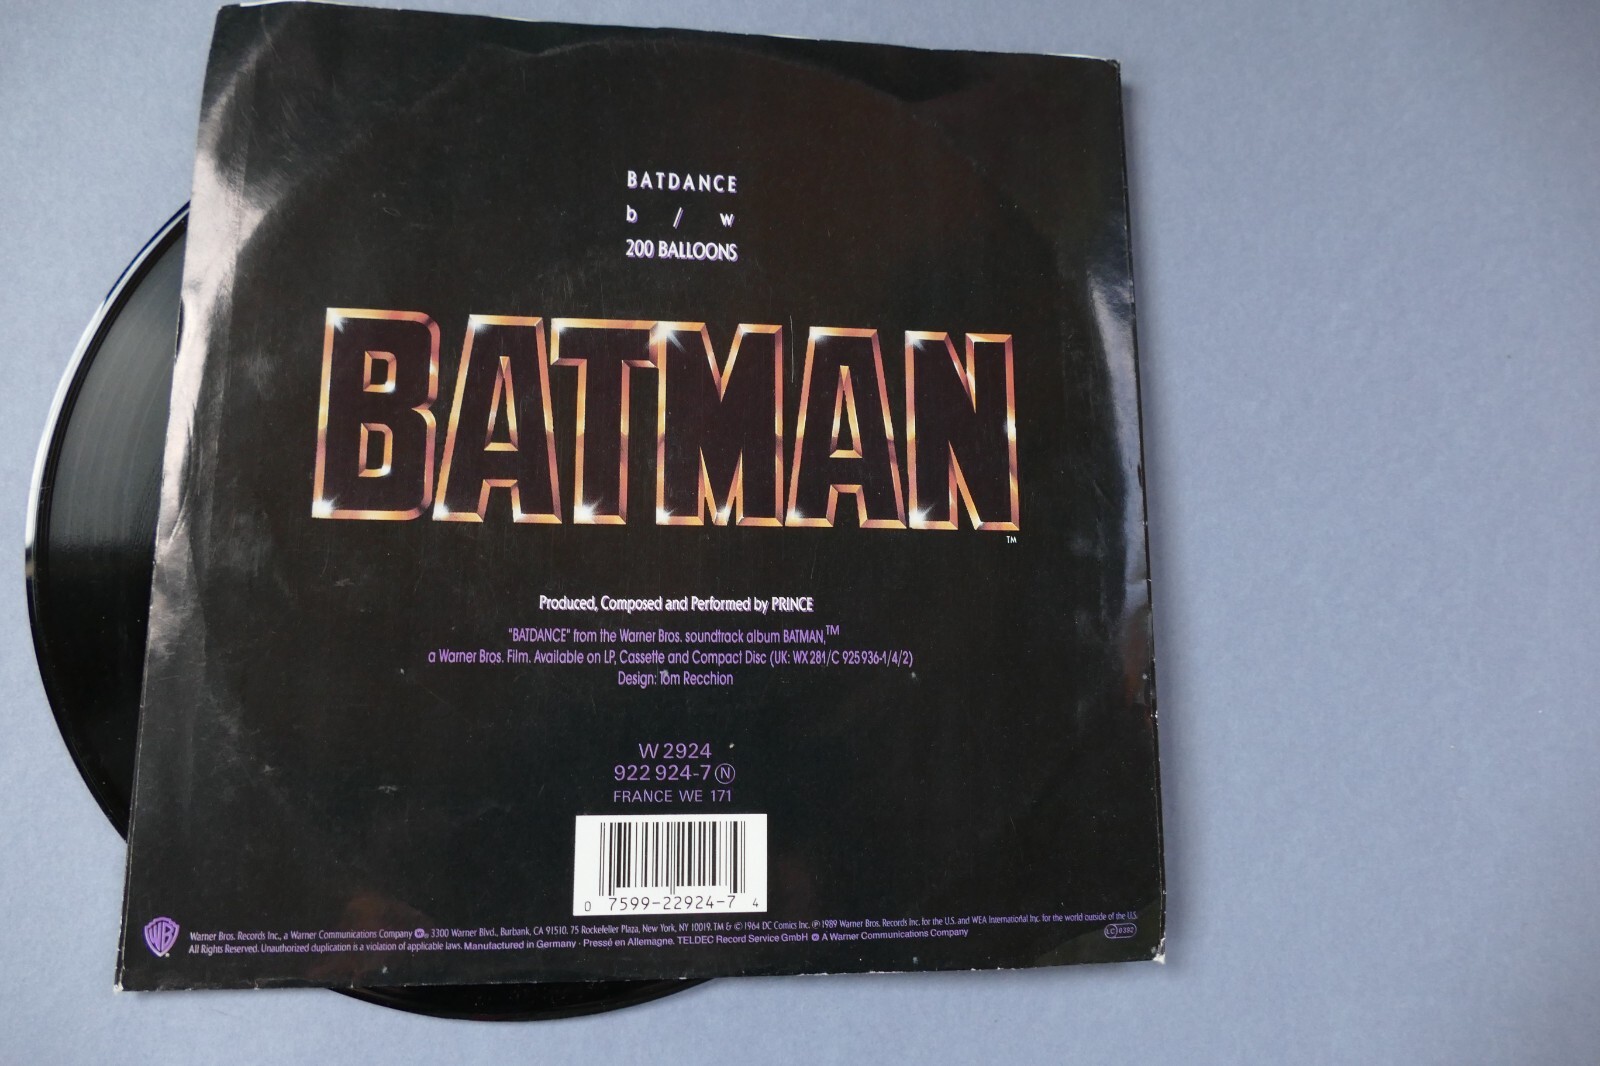 BATDANCE
b / w
200 BALLOONS
BATMAN
TM
Produced, Composed and Performed by PRINCE
"BATDANCE" from the Warner Bros. soundtrack album BATMAN,TM
a Warner Bros. Film. Available on LP, Cassette and Compact Disc (UK: WX 281/C 925 936-1/4/2)
Design: Tom Recchion
W 2924
922 924-7 Ⓝ
FRANCE WE 171
0 7599-22924-7 4
WB
Warner Bros. Records Inc., a Warner Communications Company 3300 Warner Blvd., Burbank, CA 91510. 75 Rockefeller Plaza, New York, NY 10019. TM & © 1964 DC Comics Inc. ℗ 1989 Warner Bros. Records Inc. for the U.S. and WEA International Inc. for the world outside of the U.S.
All Rights Reserved. Unauthorized duplication is a violation of applicable laws. Manufactured in Germany · Pressé en Allemagne. TELDEC Record Service GmbH A Warner Communications Company
LC 0392